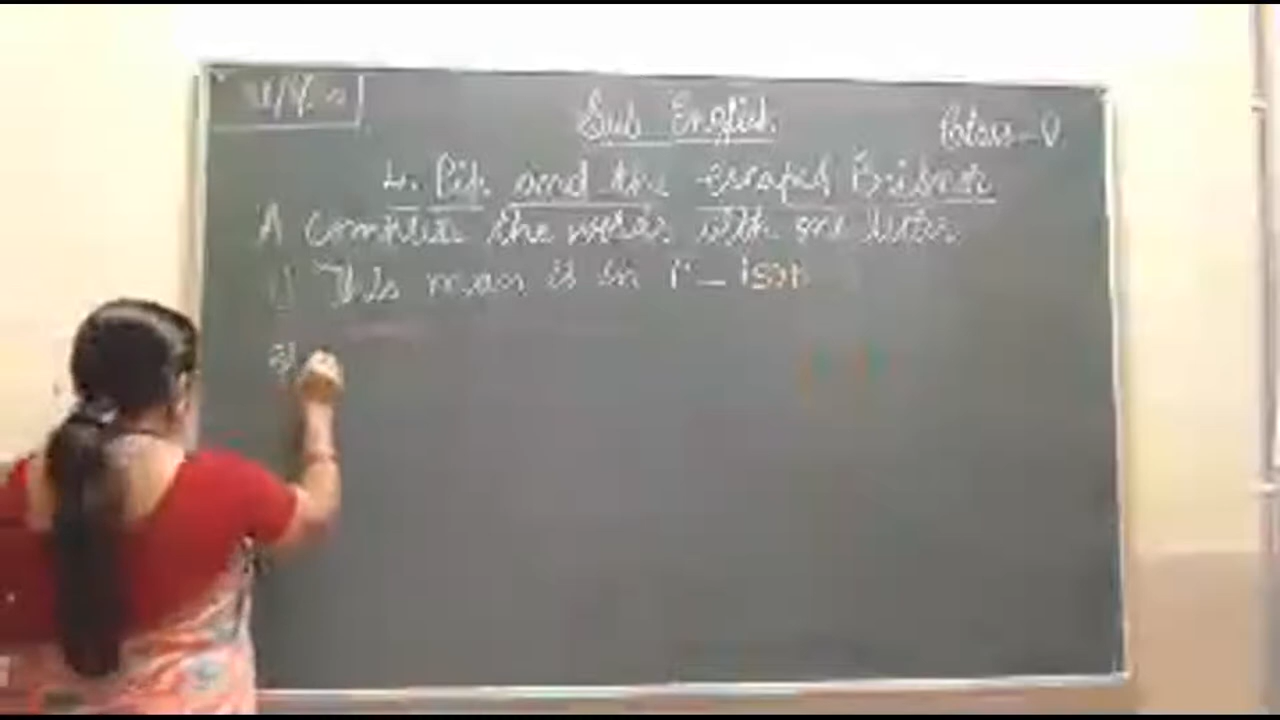 Sub English
Class - V
4. Pip and the escaped Prisoner
A complete the words with one letter
1) This man is in P_ison
2)